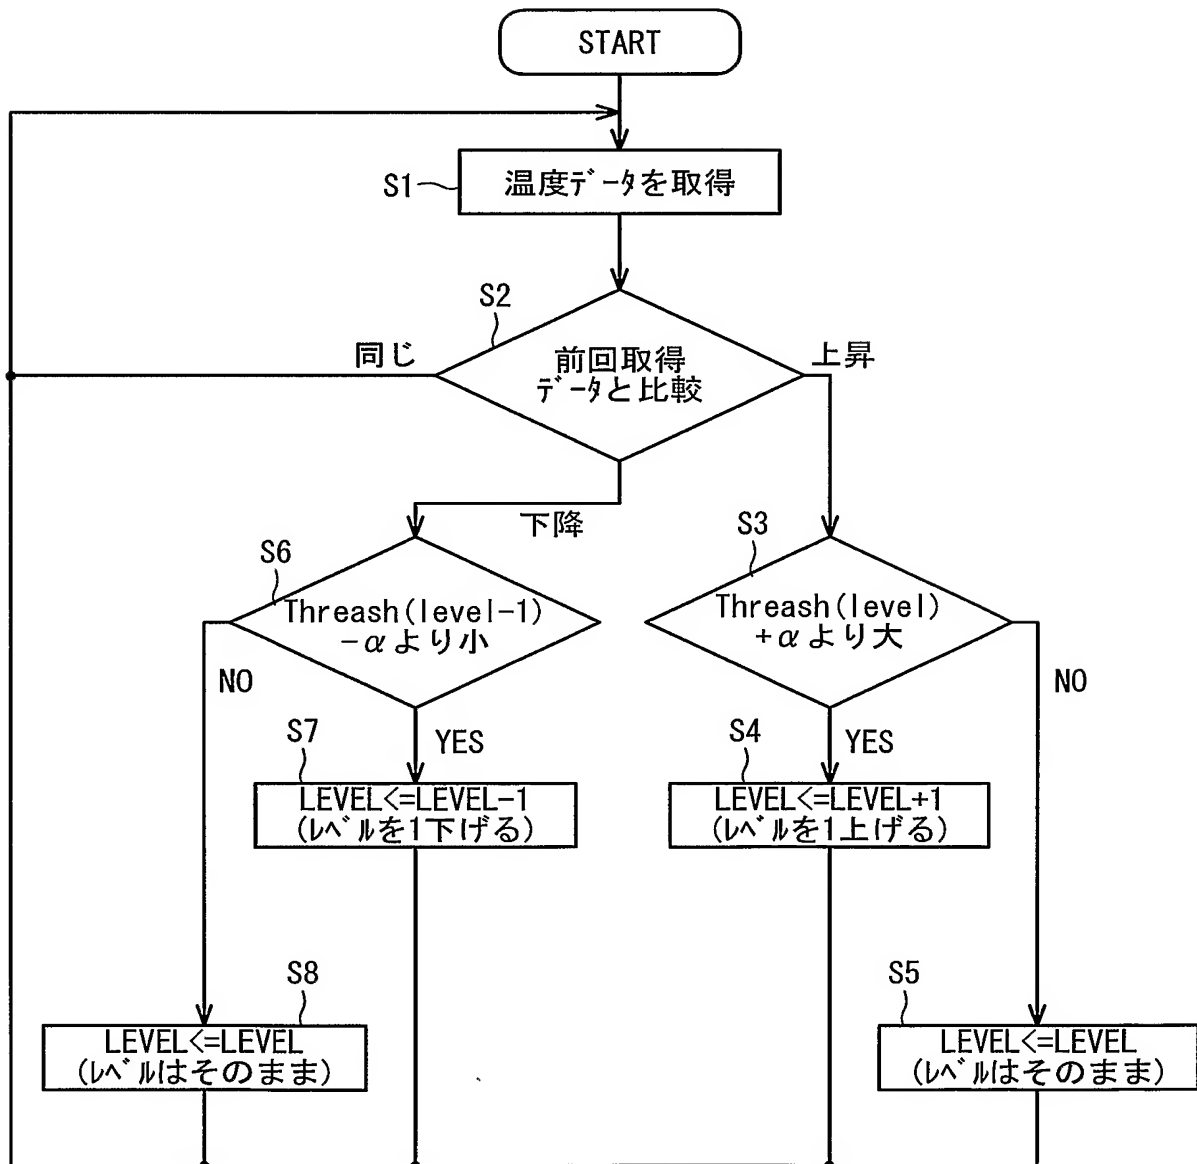 START
S1
温度データを取得
S2
同じ
前回取得
データと比較
上昇
下降
S6
Threash(level-1)
-αより小
S3
Threash(level)
+αより大
NO
NO
S7
YES
LEVEL<=LEVEL-1
(レベルを1下げる)
S4
YES
LEVEL<=LEVEL+1
(レベルを1上げる)
S8
LEVEL<=LEVEL
(レベルはそのまま)
S5
LEVEL<=LEVEL
(レベルはそのまま)